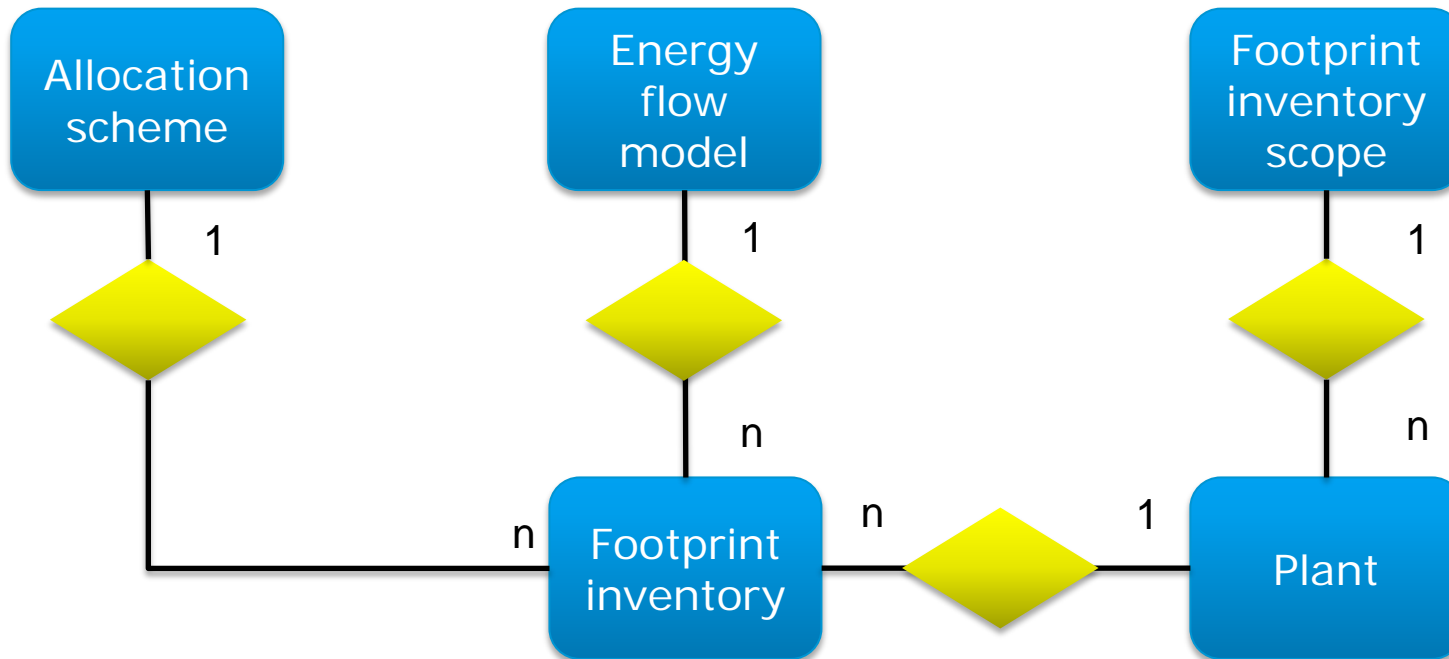 Allocation
scheme
Energy
flow
model
Footprint
inventory
scope
1
1
1
n
n
n
n
1
Footprint
inventory
Plant